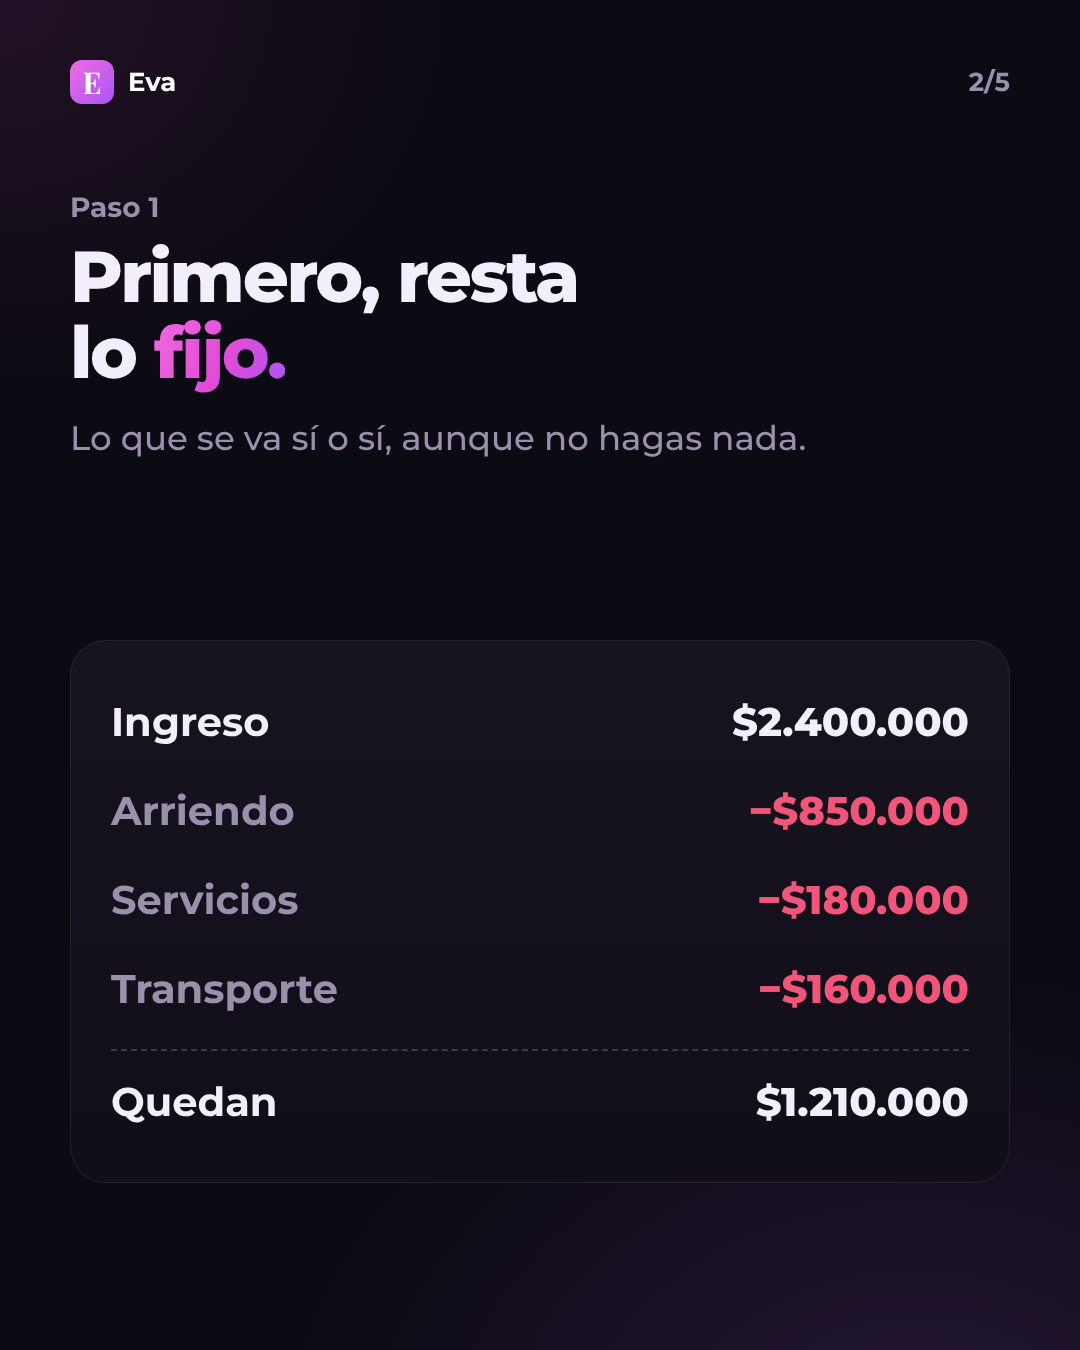 E Eva
2/5
Paso 1
Primero, resta
lo fijo.
Lo que se va sí o sí, aunque no hagas nada.
Ingreso $2.400.000
Arriendo −$850.000
Servicios −$180.000
Transporte −$160.000
Quedan $1.210.000